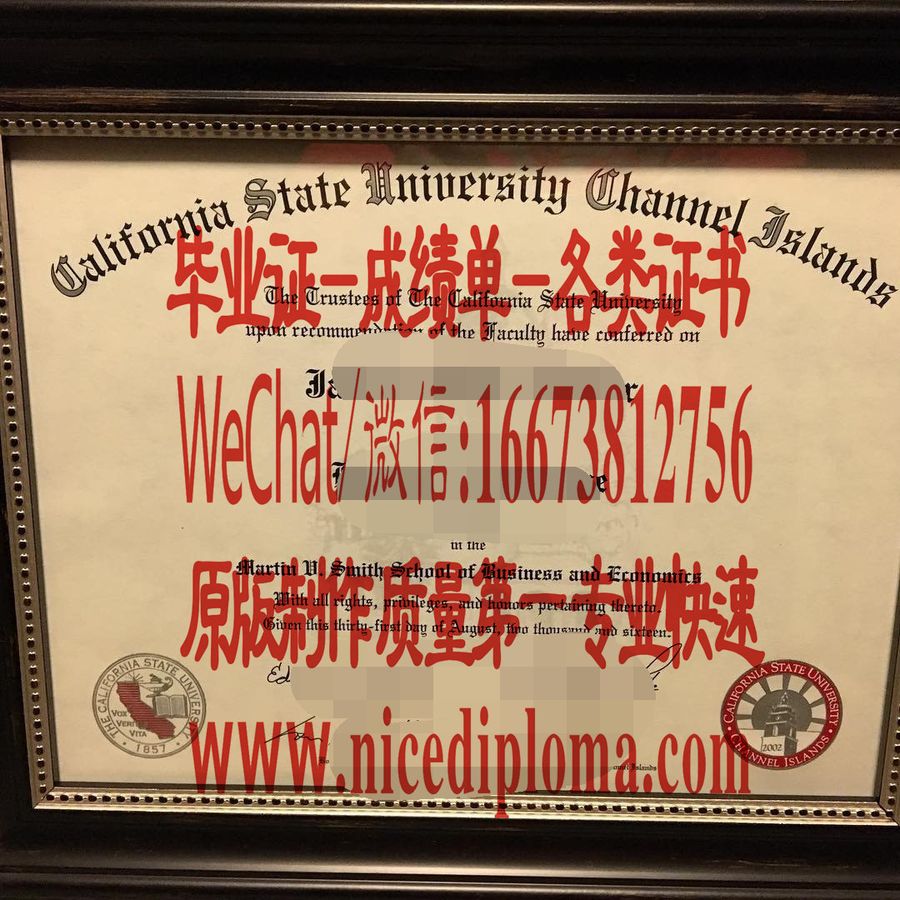 California State University Channel Islands
毕业证一成绩单一各类证书
The Trustees of The California State University
upon recommendation of the Faculty have conferred on
WeChat/微信:16673812756
in the
Martin V. Smith School of Business and Economics
原版制作质量第一专业快速
With all rights, privileges, and honors pertaining thereto.
Given this thirty-first day of August, two thousand and sixteen.
THE CALIFORNIA STATE UNIVERSITY
VOX
VERITAS
VITA
1857
CALIFORNIA STATE UNIVERSITY
2002
CHANNEL ISLANDS
www.nicediploma.com